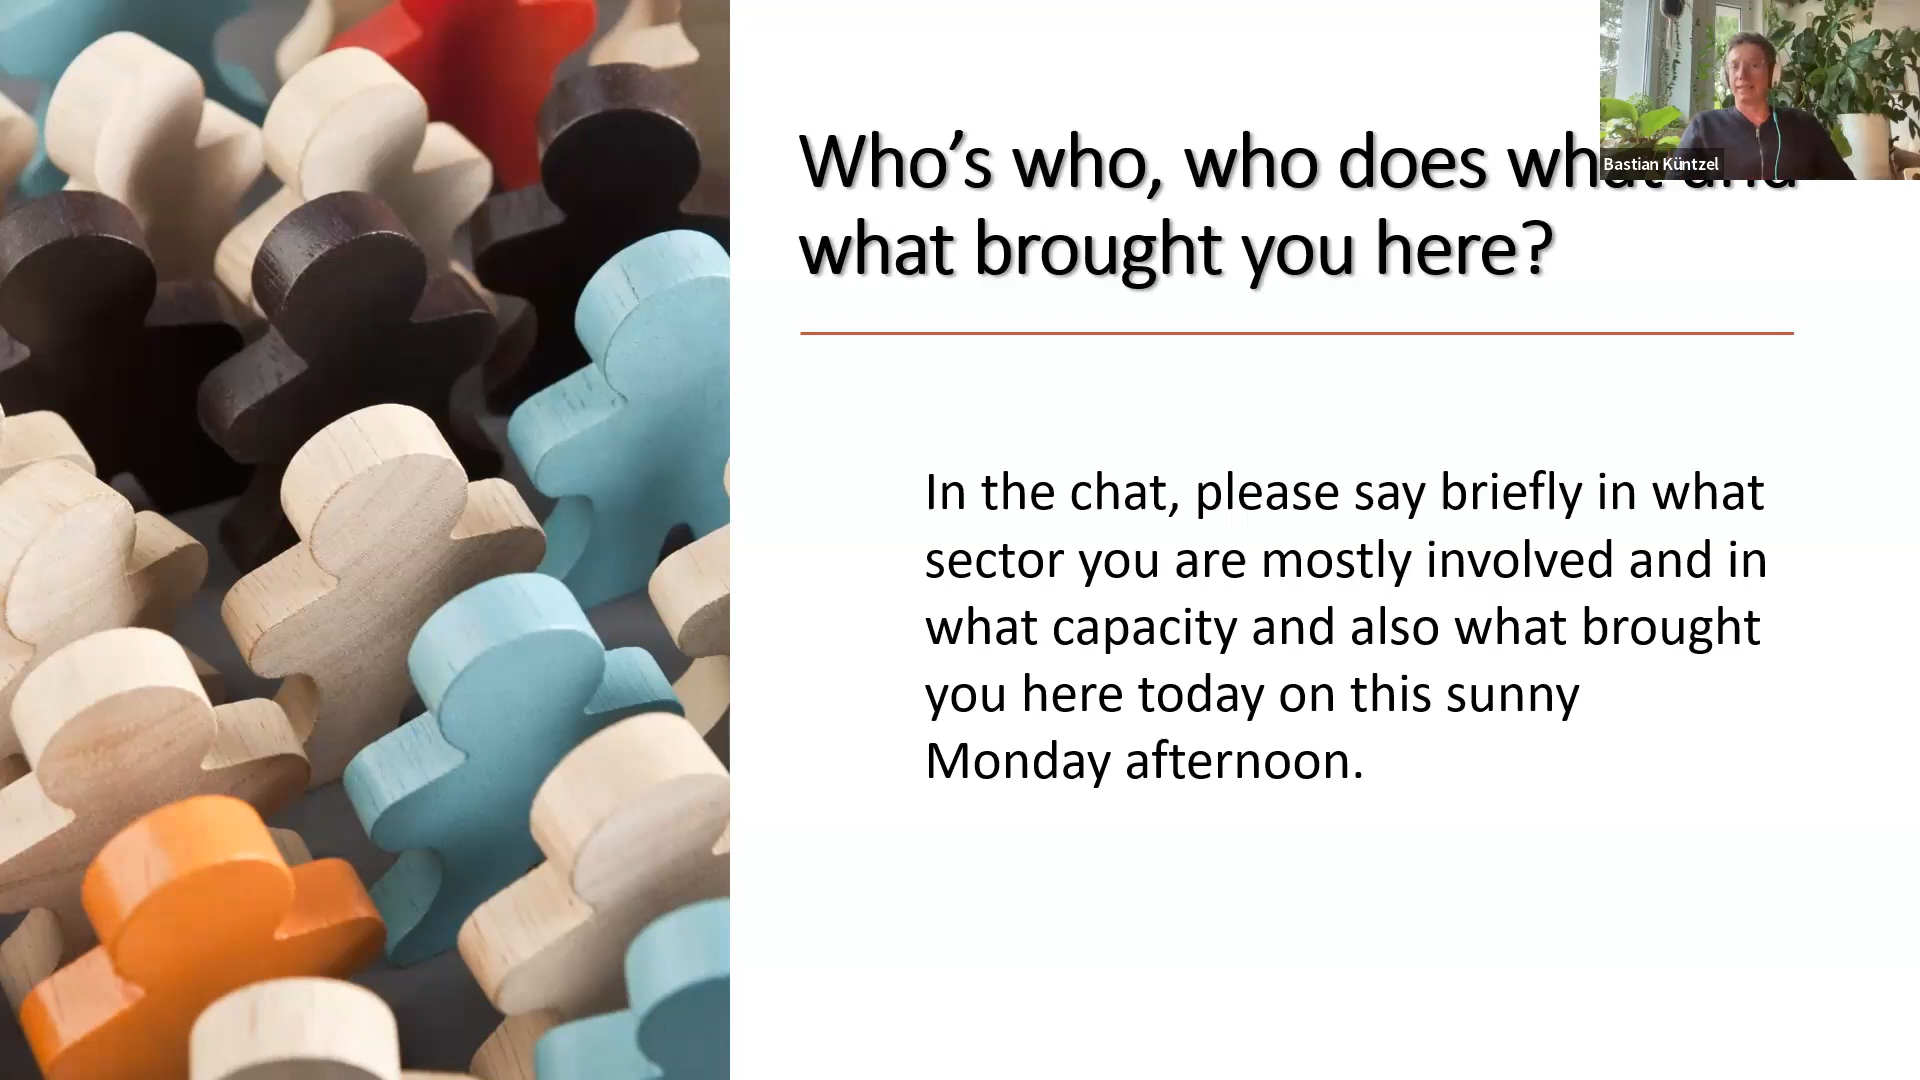 Who’s who, who does what and
what brought you here?
Bastian Küntzel
In the chat, please say briefly in what
sector you are mostly involved and in
what capacity and also what brought
you here today on this sunny
Monday afternoon.